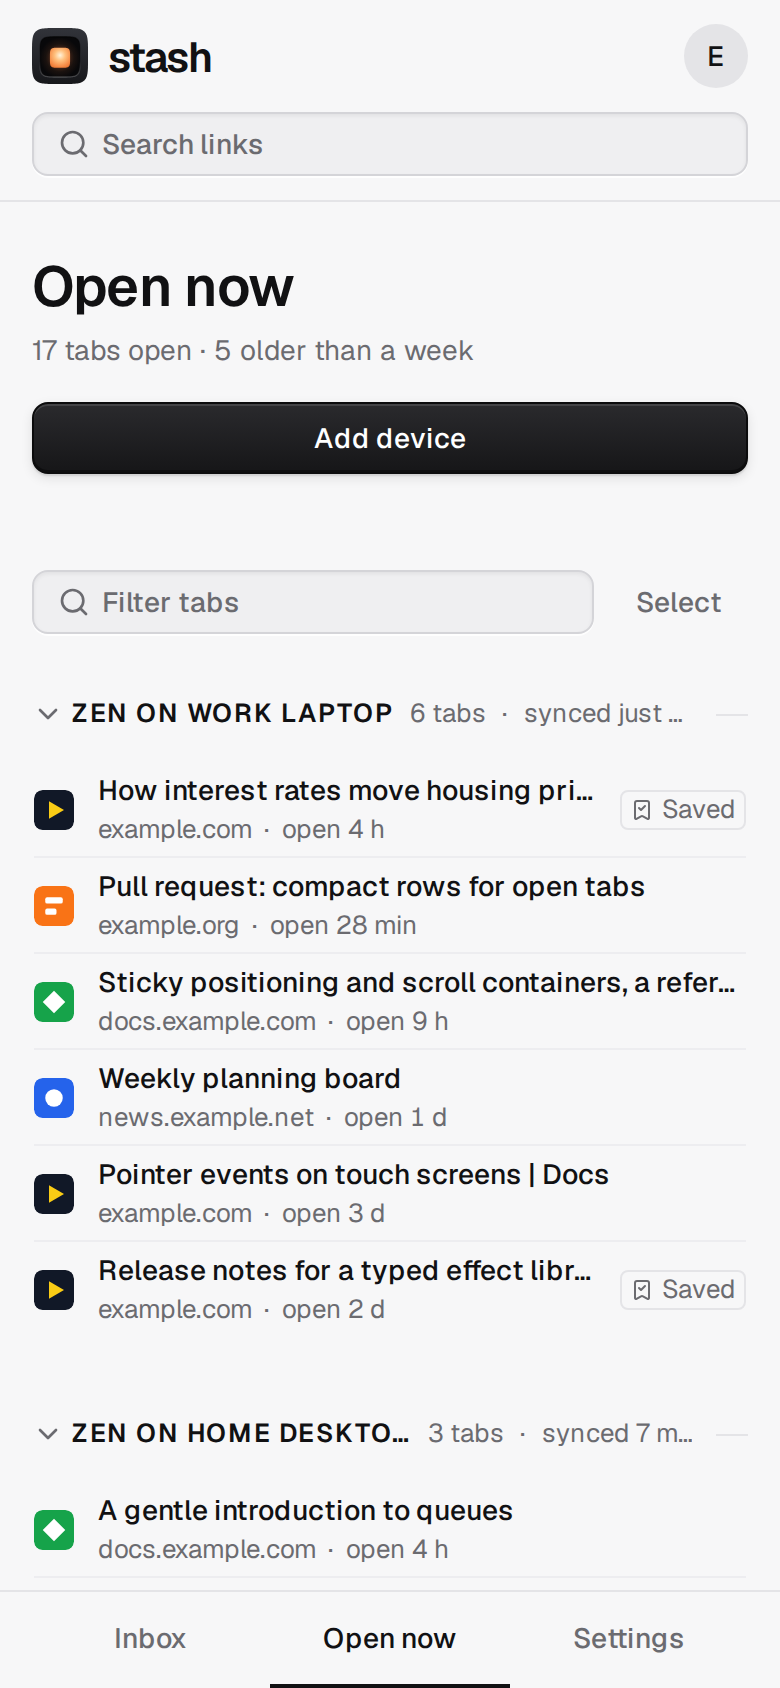 stash
E
Search links
Open now
17 tabs open · 5 older than a week
Add device
Filter tabs
Select
ZEN ON WORK LAPTOP 6 tabs · synced just …
How interest rates move housing pri…
example.com · open 4 h
Saved
Pull request: compact rows for open tabs
example.org · open 28 min
Sticky positioning and scroll containers, a refer…
docs.example.com · open 9 h
Weekly planning board
news.example.net · open 1 d
Pointer events on touch screens | Docs
example.com · open 3 d
Release notes for a typed effect libr…
example.com · open 2 d
Saved
ZEN ON HOME DESKTO… 3 tabs · synced 7 m…
A gentle introduction to queues
docs.example.com · open 4 h
Inbox
Open now
Settings